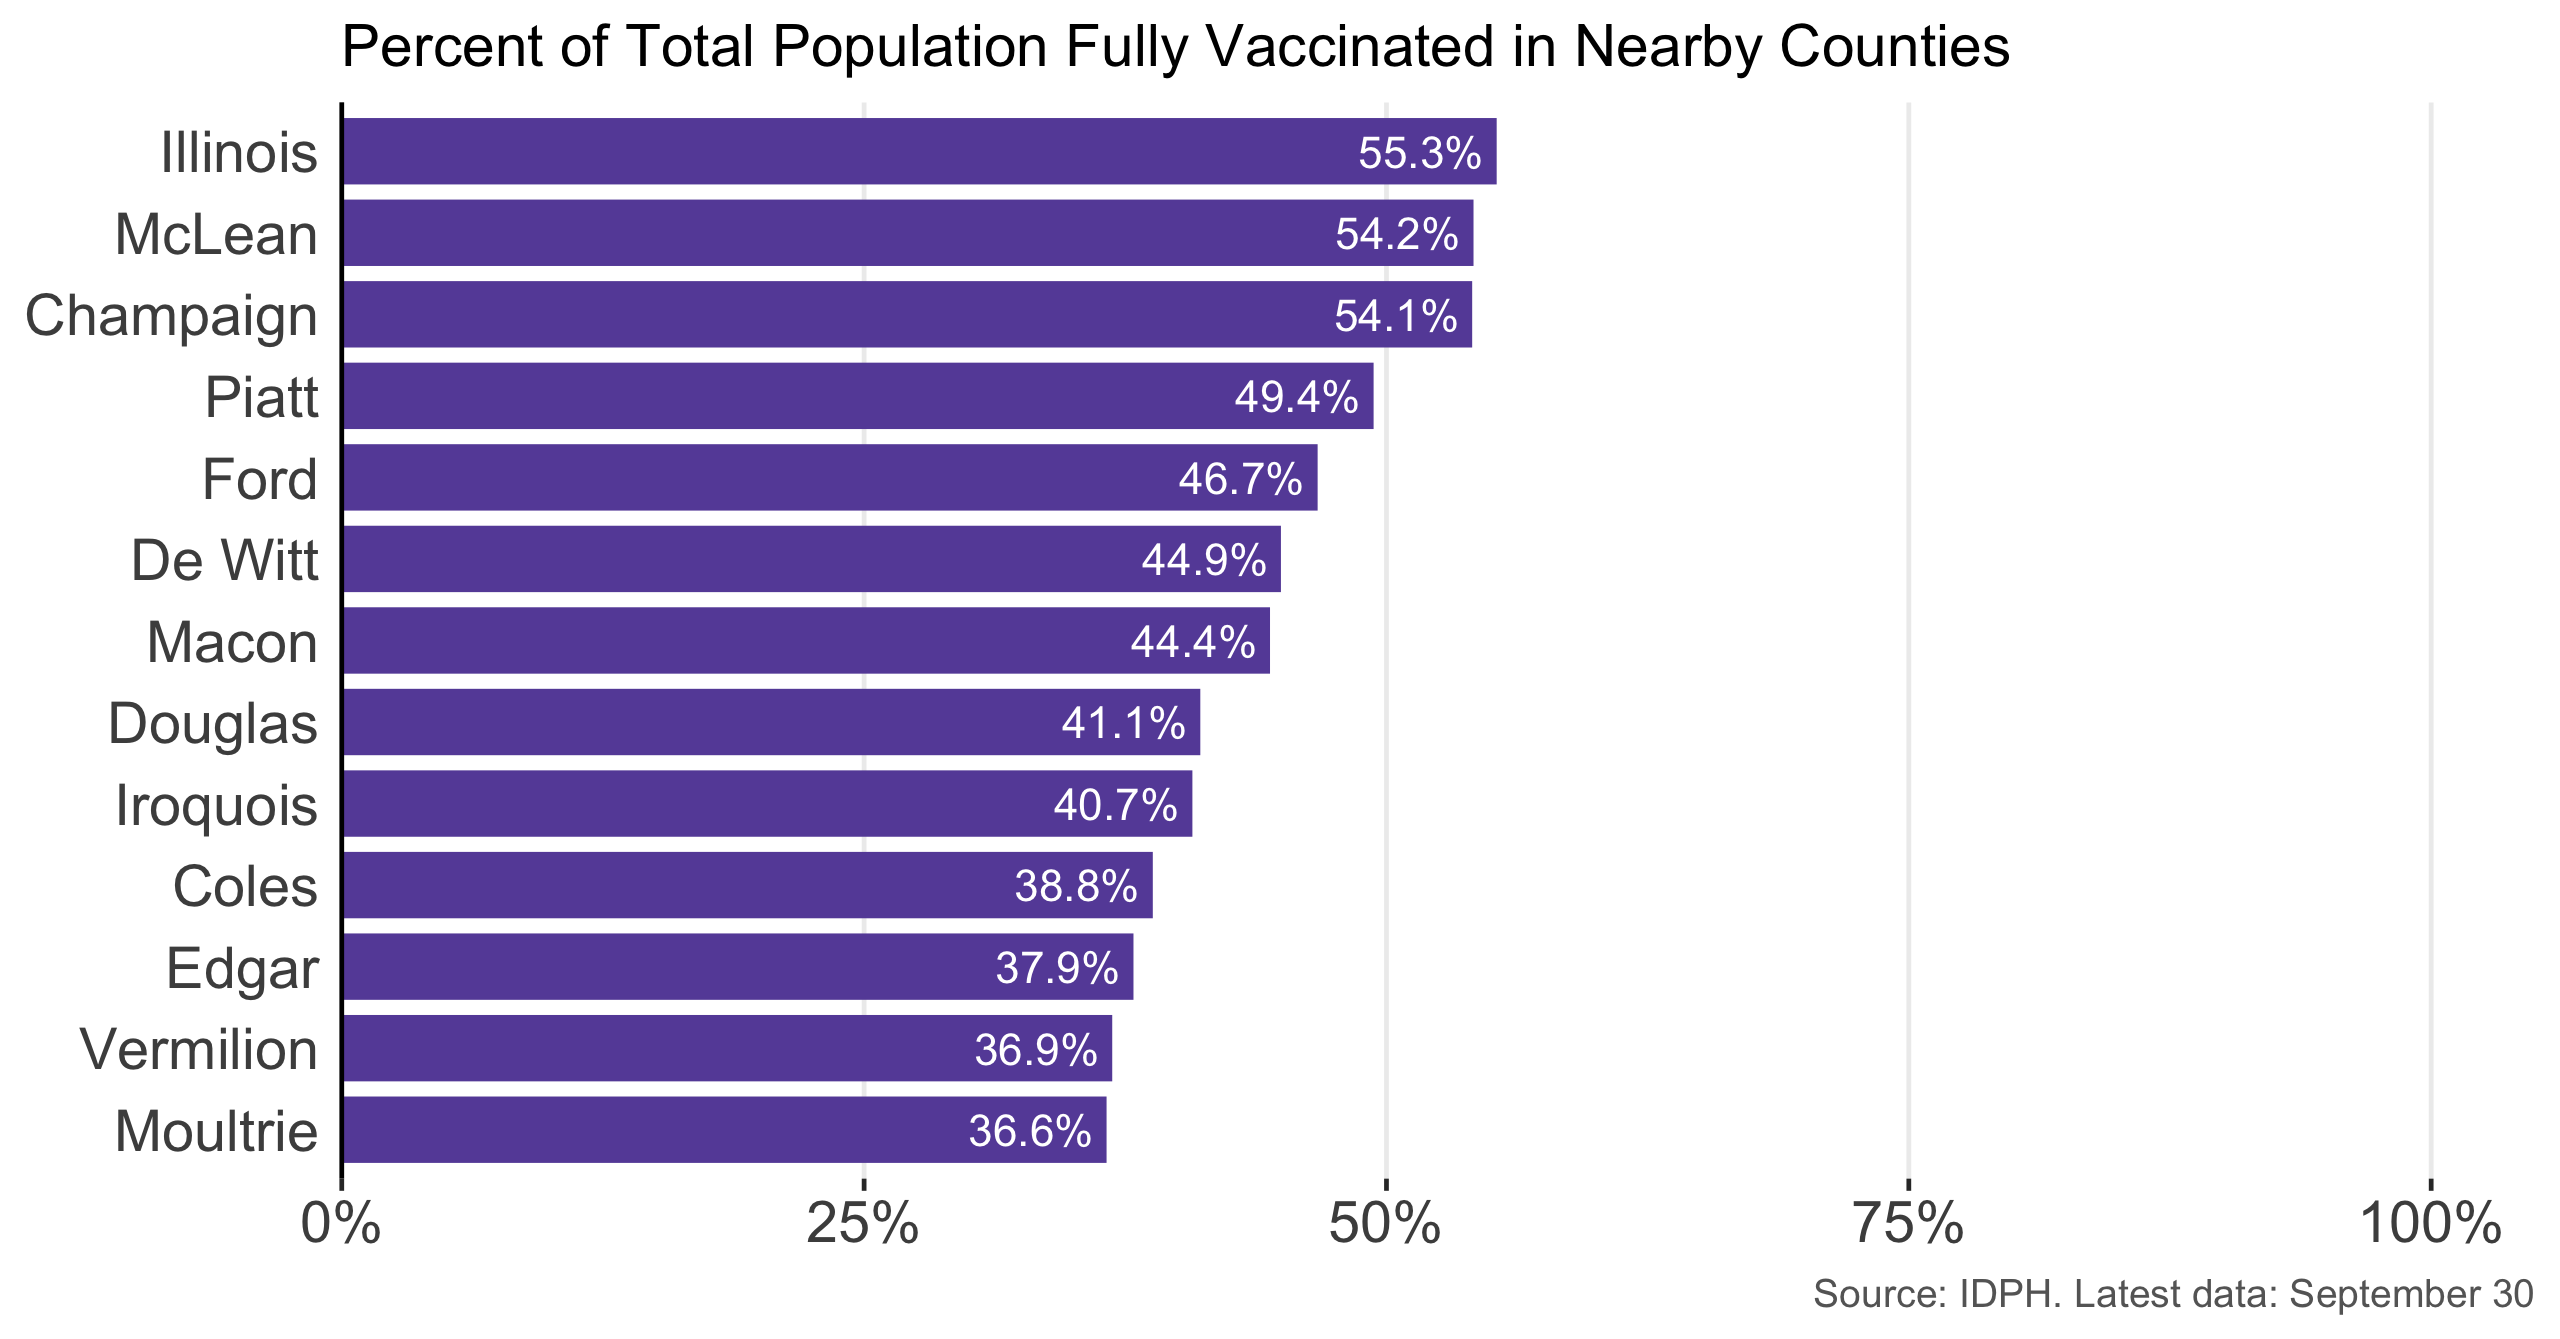 Percent of Total Population Fully Vaccinated in Nearby Counties
Illinois 55.3%
McLean 54.2%
Champaign 54.1%
Piatt 49.4%
Ford 46.7%
De Witt 44.9%
Macon 44.4%
Douglas 41.1%
Iroquois 40.7%
Coles 38.8%
Edgar 37.9%
Vermilion 36.9%
Moultrie 36.6%
0% 25% 50% 75% 100%
Source: IDPH. Latest data: September 30